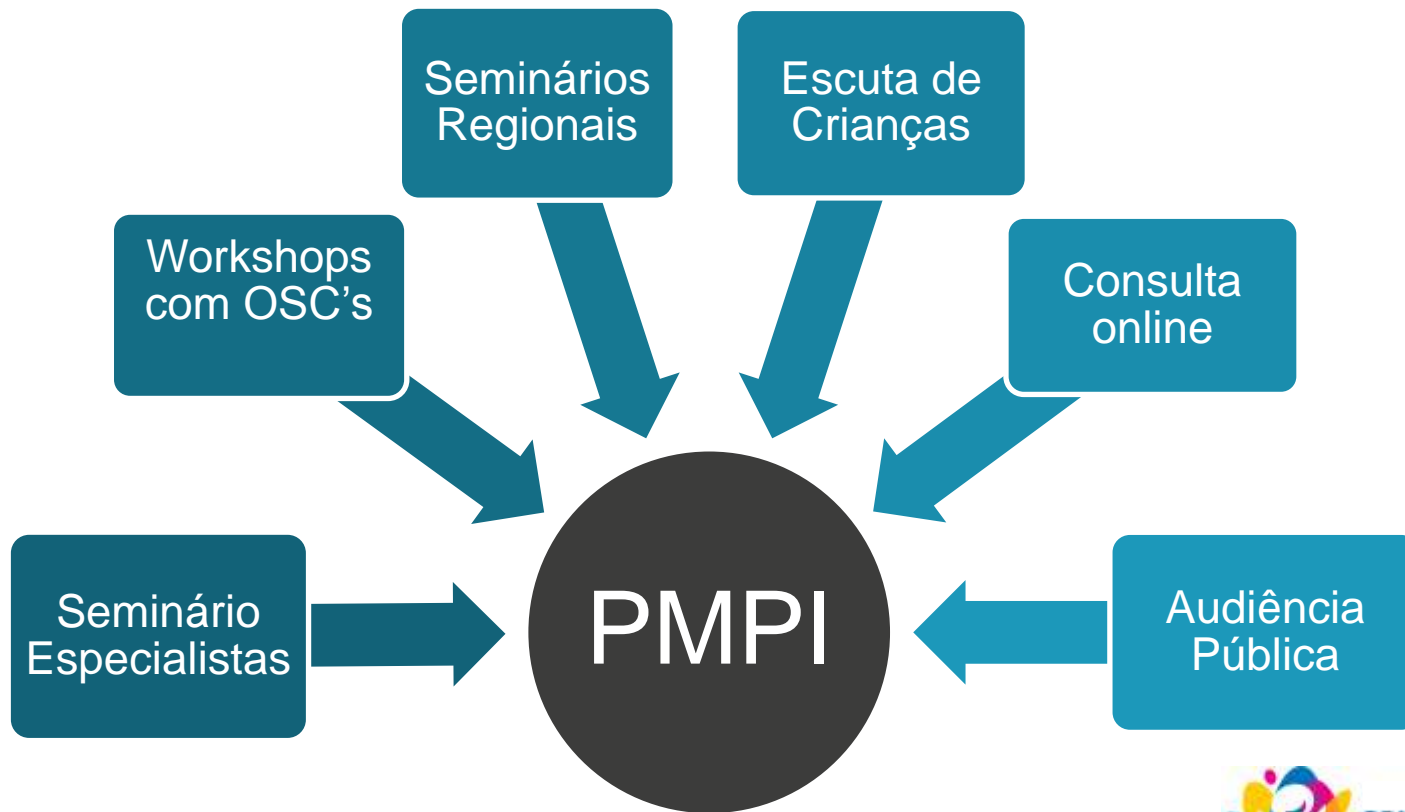 Seminários
Regionais
Escuta de
Crianças
Workshops
com OSC's
Consulta
online
Seminário
Especialistas
PMPI
Audiência
Pública